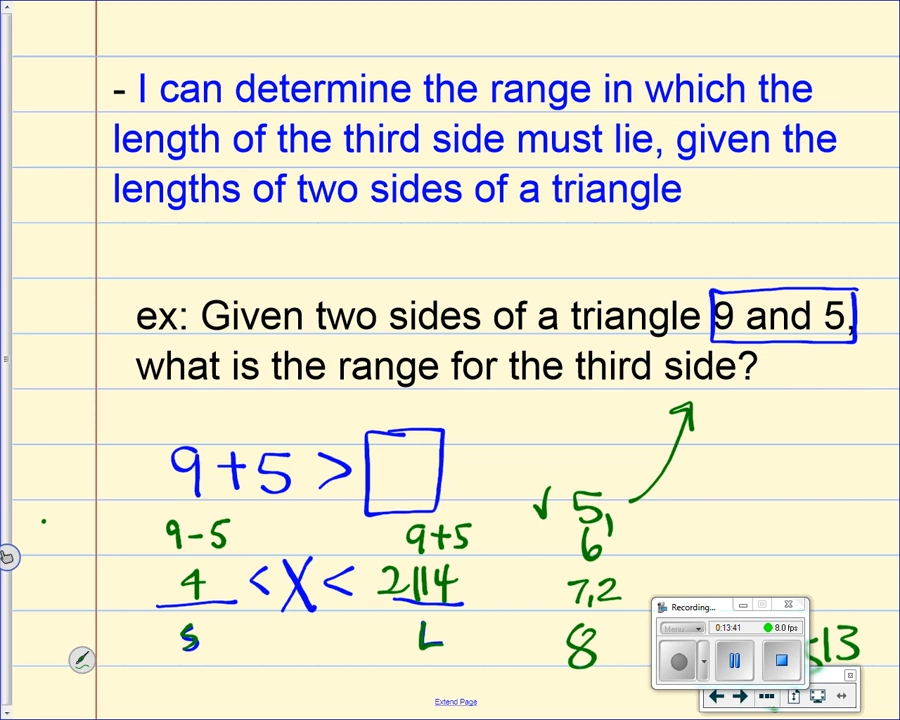 - I can determine the range in which the
length of the third side must lie, given the
lengths of two sides of a triangle
ex: Given two sides of a triangle 9 and 5,
what is the range for the third side?
9+5 >
9-5
9+5
4 < X < 14
S
L
✓ 5,
6
7,2
8
13
Recording...
Menu
0:13:41
8.0 fps
Extend Page